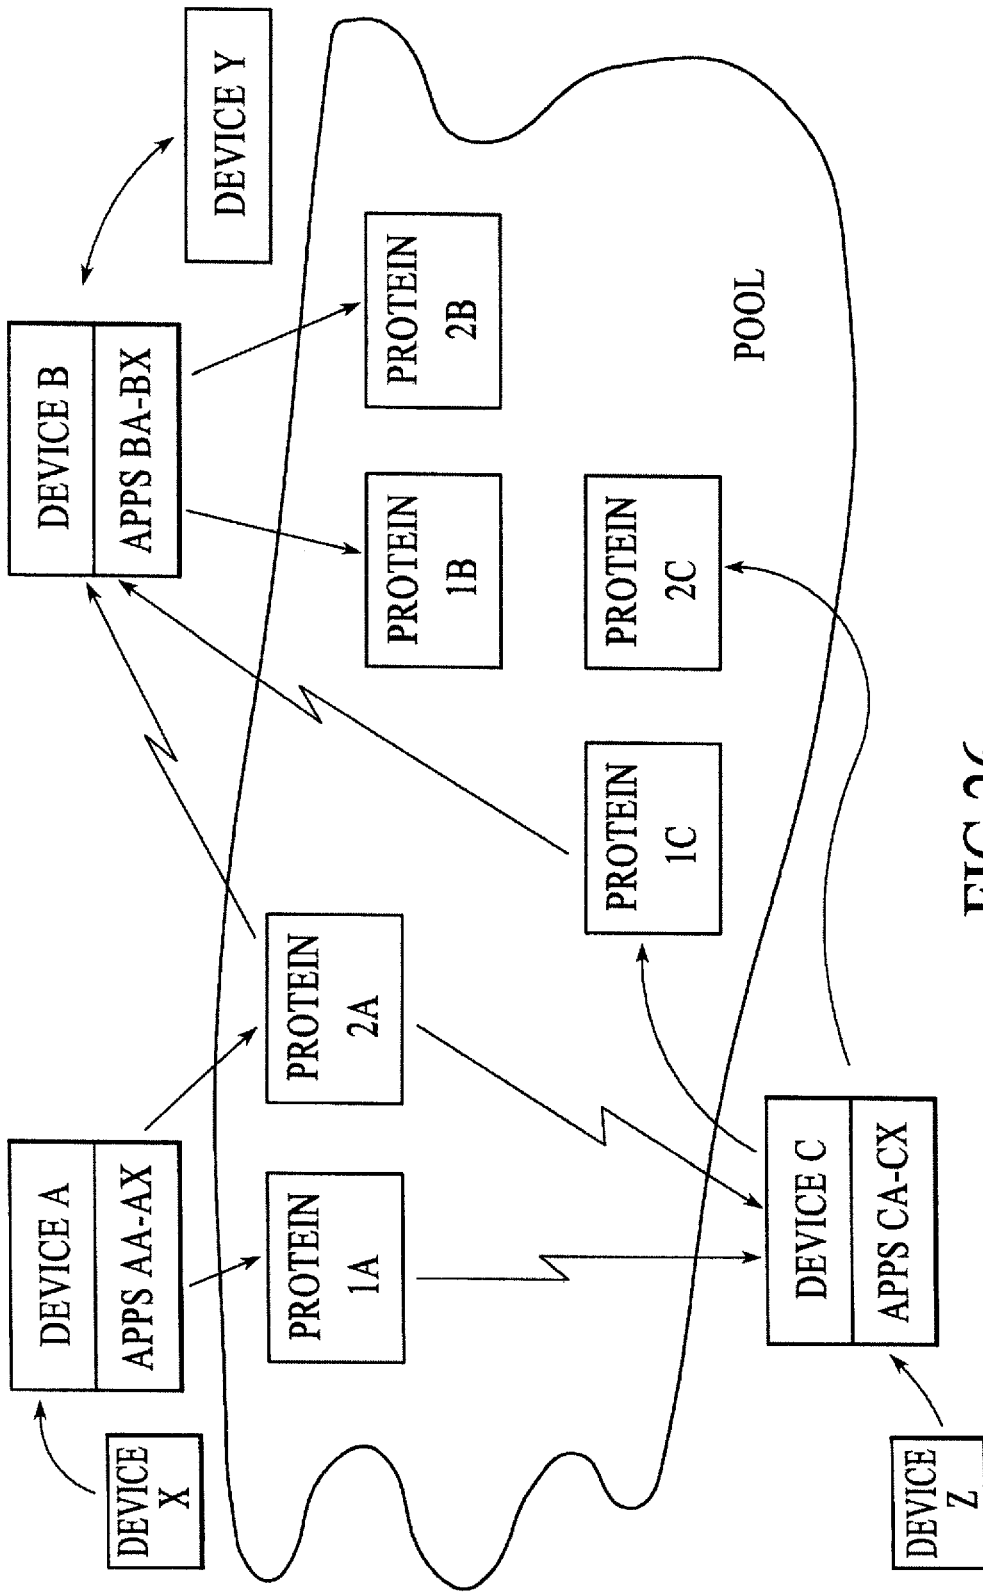 DEVICE A
APPS AA-AX
DEVICE B
APPS BA-BX
DEVICE
X
DEVICE Y
PROTEIN
1A
PROTEIN
2A
PROTEIN
1B
PROTEIN
2B
PROTEIN
1C
PROTEIN
2C
POOL
DEVICE C
APPS CA-CX
DEVICE
Z
FIG